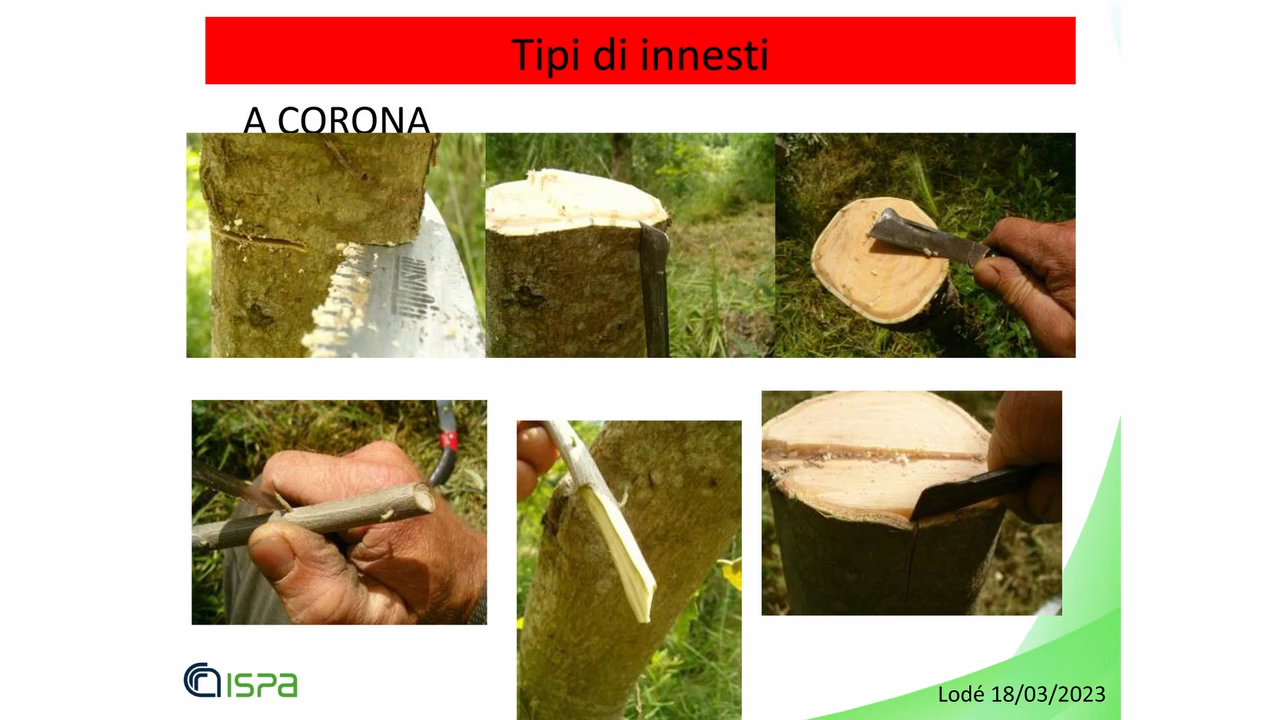 Tipi di innesti
A CORONA
ISPA
Lodé 18/03/2023